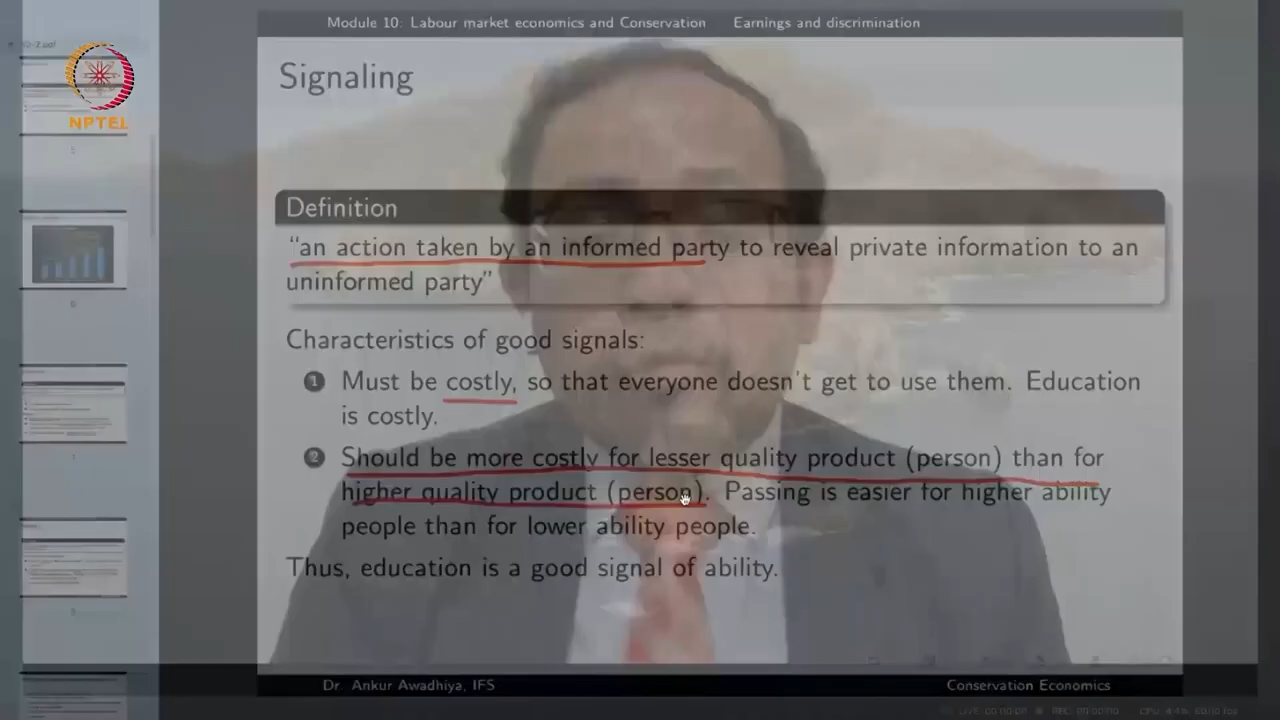 Module 10: Labour market economics and Conservation Earnings and discrimination
NPTEL
Signaling
Definition
“an action taken by an informed party to reveal private information to an
uninformed party”
Characteristics of good signals:
1 Must be costly, so that everyone doesn't get to use them. Education
is costly.
2 Should be more costly for lesser quality product (person) than for
higher quality product (person). Passing is easier for higher ability
people than for lower ability people.
Thus, education is a good signal of ability.
Dr. Ankur Awadhiya, IFS Conservation Economics